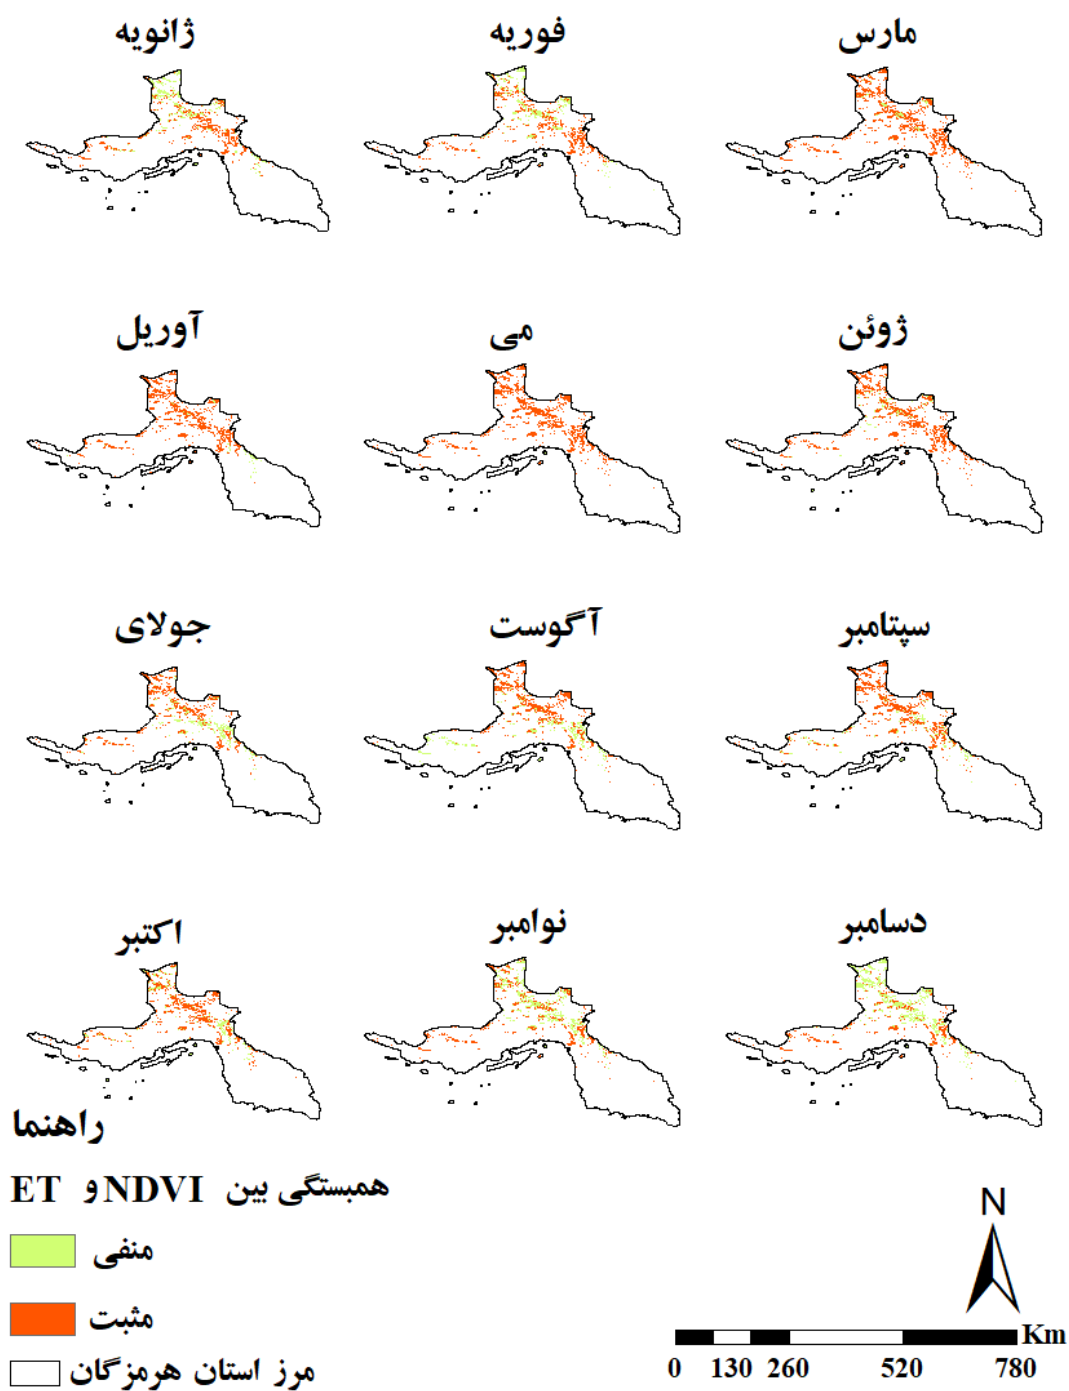 ژانویه
فوریه
مارس
آوریل
می
ژوئن
جولای
آگوست
سپتامبر
اکتبر
نوامبر
دسامبر
راهنما
همبستگی بین NDVI و ET
منفی
مثبت
مرز استان هرمزگان
N
Km
0 130 260 520 780